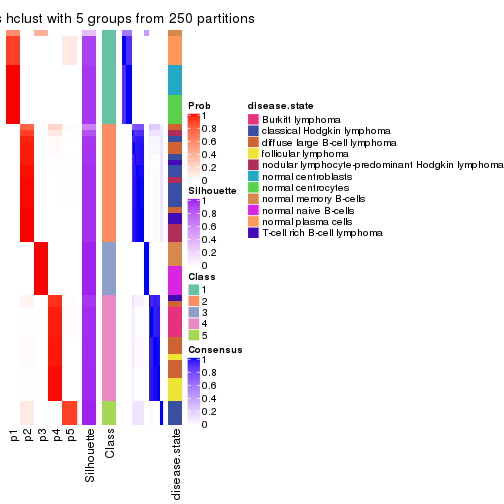 s hclust with 5 groups from 250 partitions
Prob
1
0.8
0.6
0.4
0.2
0
Silhouette
1
0.8
0.6
0.4
0.2
0
Class
1
2
3
4
5
Consensus
1
0.8
0.6
0.4
0.2
0
disease.state
Burkitt lymphoma
classical Hodgkin lymphoma
diffuse large B-cell lymphoma
follicular lymphoma
nodular lymphocyte-predominant Hodgkin lymphoma
normal centroblasts
normal centrocytes
normal memory B-cells
normal naive B-cells
normal plasma cells
T-cell rich B-cell lymphoma
p1
p2
p3
p4
p5
Silhouette
Class
disease.state